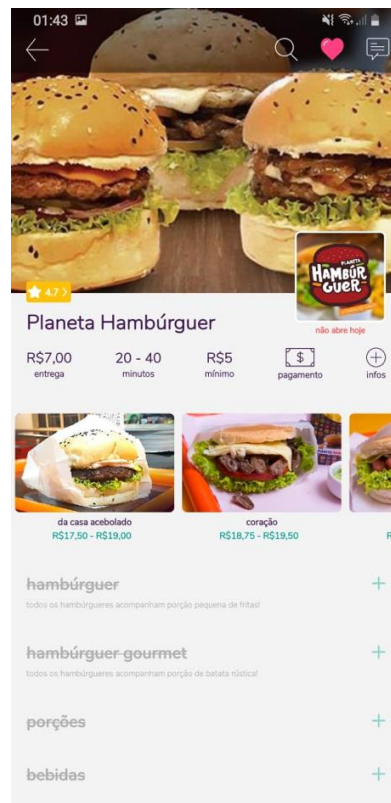 01:43
4.7
PLANETA
HAMBÚR
GUER
Planeta Hambúrguer
não abre hoje
R$7,00
entrega
20 - 40
minutos
R$5
mínimo
$
pagamento
infos
da casa acebolado
R$17,50 - R$19,00
coração
R$18,75 - R$19,50
hambúrguer
todos os hambúrgueres acompanham porção pequena de fritas!
hambúrguer gourmet
todos os hambúrgueres acompanham porção de batata rústica!
porções
bebidas